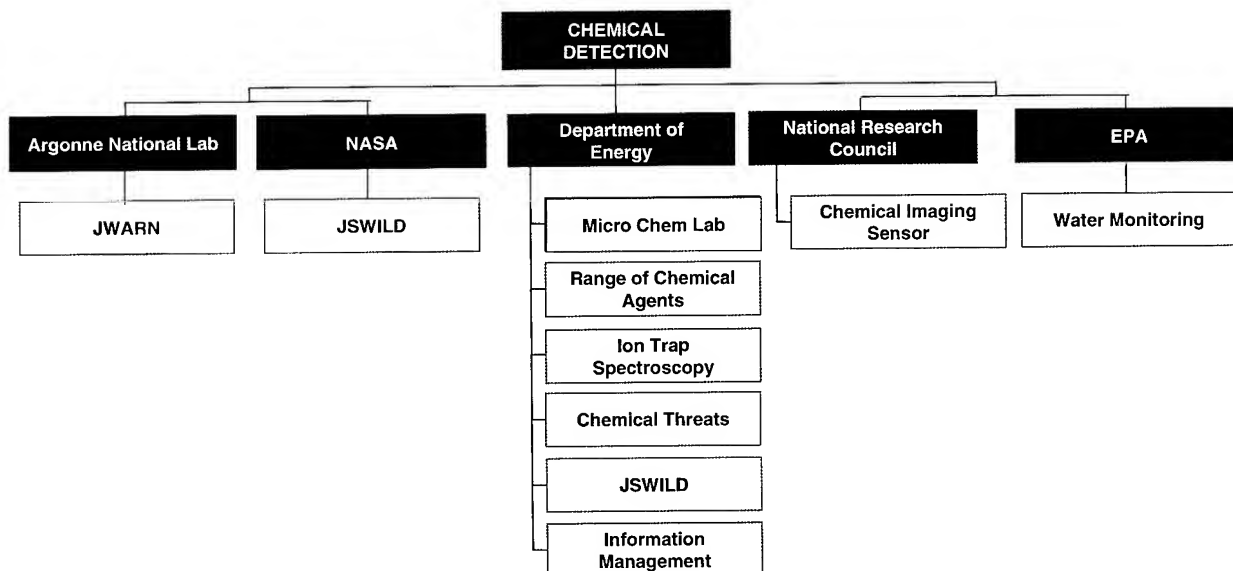 CHEMICAL
DETECTION
Argonne National Lab
NASA
Department of
Energy
National Research
Council
EPA
JWARN
JSWILD
Micro Chem Lab
Range of Chemical
Agents
Ion Trap
Spectroscopy
Chemical Threats
JSWILD
Information
Management
Chemical Imaging
Sensor
Water Monitoring